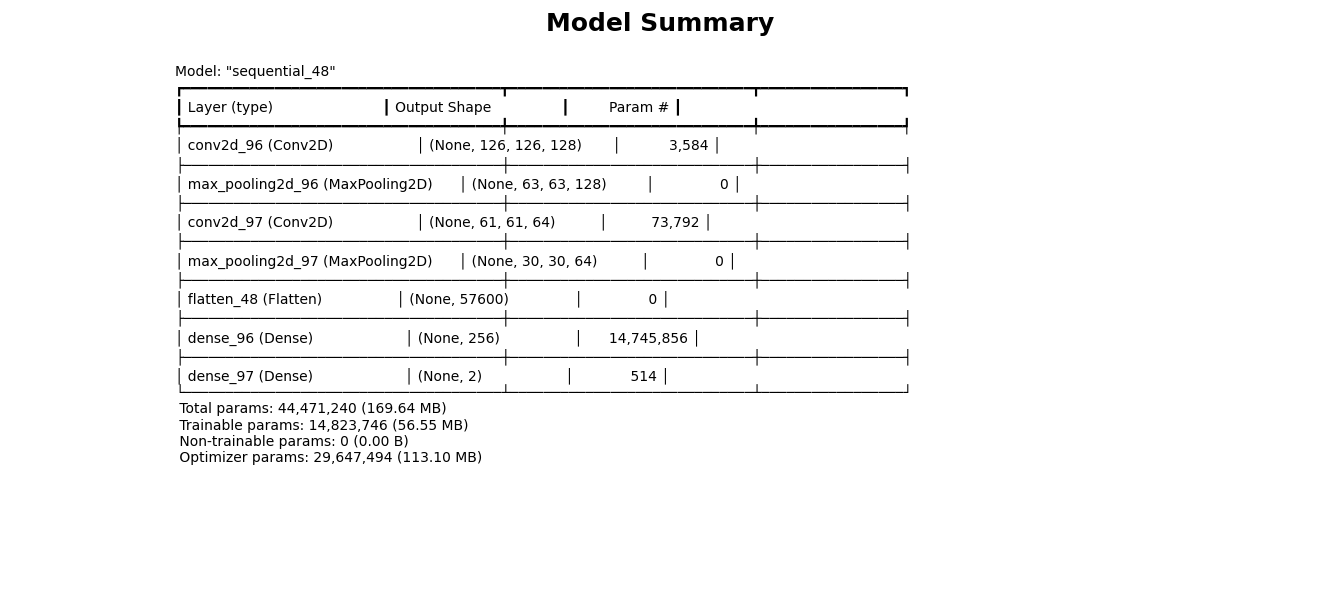 Model Summary
Model: "sequential_48"
Layer (type) Output Shape Param #
conv2d_96 (Conv2D) (None, 126, 126, 128) 3,584
max_pooling2d_96 (MaxPooling2D) (None, 63, 63, 128) 0
conv2d_97 (Conv2D) (None, 61, 61, 64) 73,792
max_pooling2d_97 (MaxPooling2D) (None, 30, 30, 64) 0
flatten_48 (Flatten) (None, 57600) 0
dense_96 (Dense) (None, 256) 14,745,856
dense_97 (Dense) (None, 2) 514
Total params: 44,471,240 (169.64 MB)
Trainable params: 14,823,746 (56.55 MB)
Non-trainable params: 0 (0.00 B)
Optimizer params: 29,647,494 (113.10 MB)